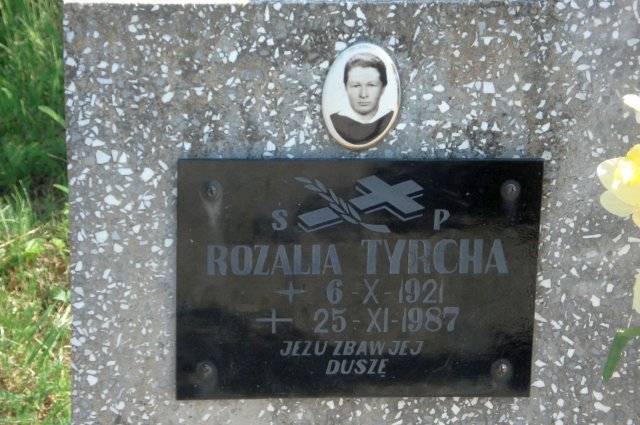 Ś P
ROZALIA TYRCHA
6-X-1921
25-XI-1987
JEZU ZBAW JEJ
DUSZĘ